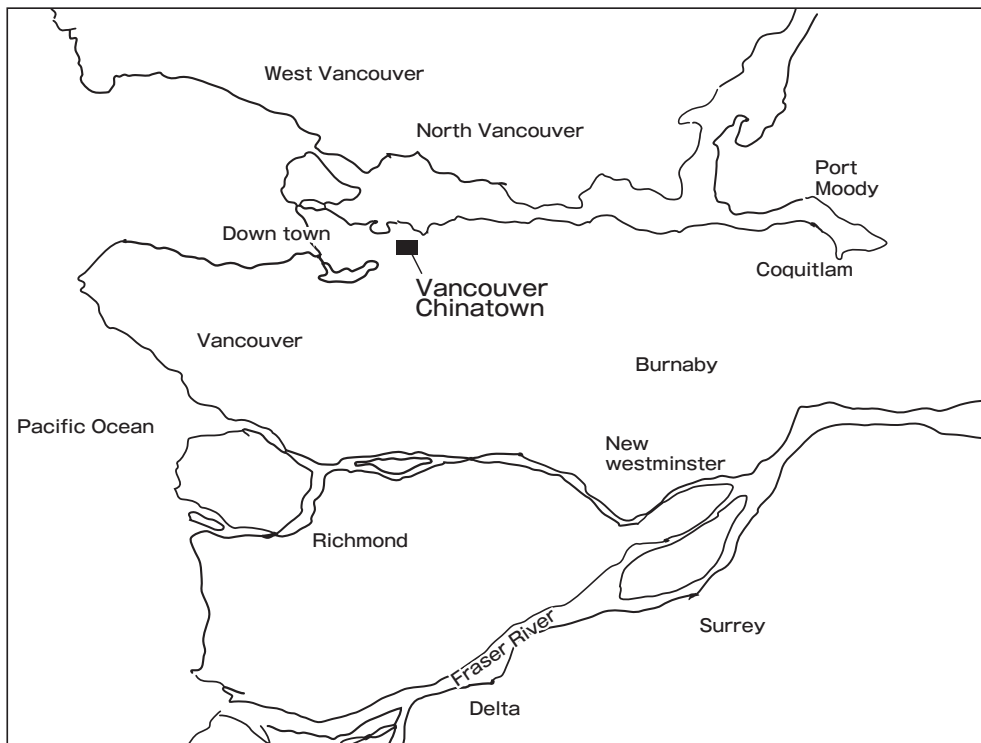 West Vancouver
North Vancouver
Port
Moody
Down town
Coquitlam
Vancouver
Chinatown
Vancouver
Burnaby
Pacific Ocean
New
westminster
Richmond
Surrey
Fraser River
Delta